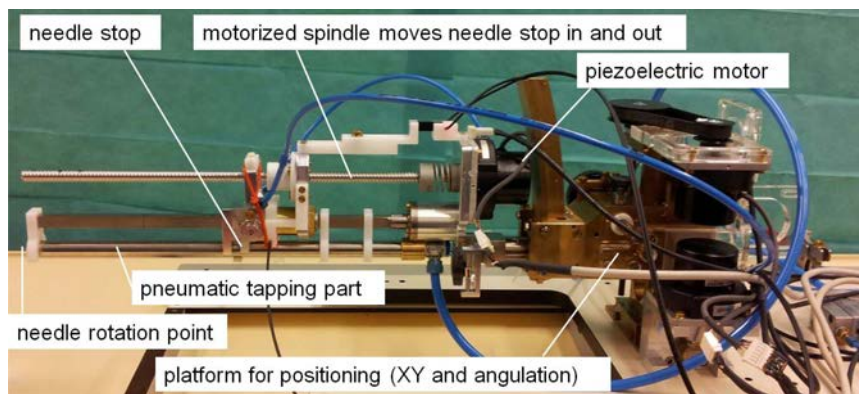 needle stop
motorized spindle moves needle stop in and out
piezoelectric motor
pneumatic tapping part
needle rotation point
platform for positioning (XY and angulation)